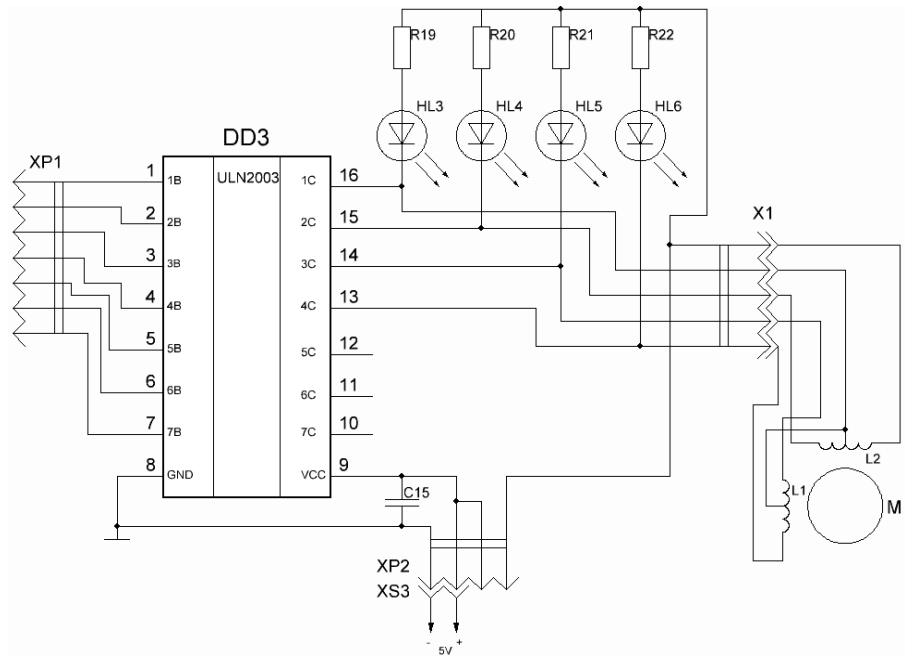 R19 R20 R21 R22
HL3 HL4 HL5 HL6
DD3
XP1
ULN2003
1 1B 1C 16
2 2B 2C 15
3 3B 3C 14
4 4B 4C 13
5 5B 5C 12
6 6B 6C 11
7 7B 7C 10
8 GND VCC 9
X1
C15
L2
L1
M
XP2
XS3
- +
5V